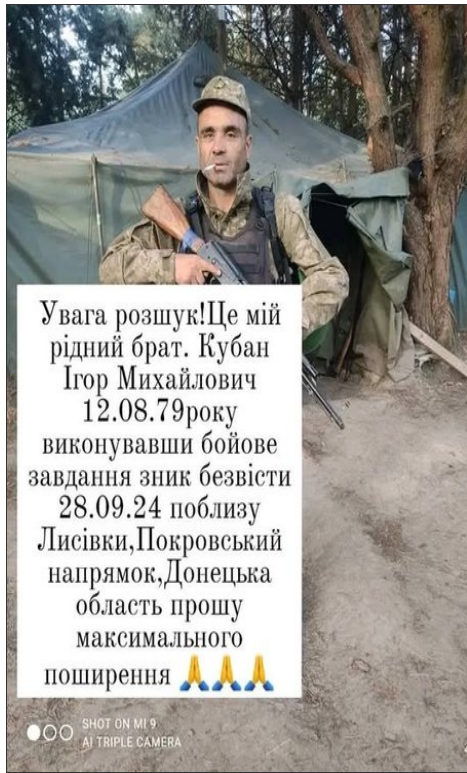 Увага розшук!Це мій
рідний брат. Кубан
Ігор Михайлович
12.08.79року
виконувавши бойове
завдання зник безвісти
28.09.24 поблизу
Лисівки,Покровський
напрямок,Донецька
область прошу
максимального
поширення 🙏🙏🙏
SHOT ON MI 9
AI TRIPLE CAMERA